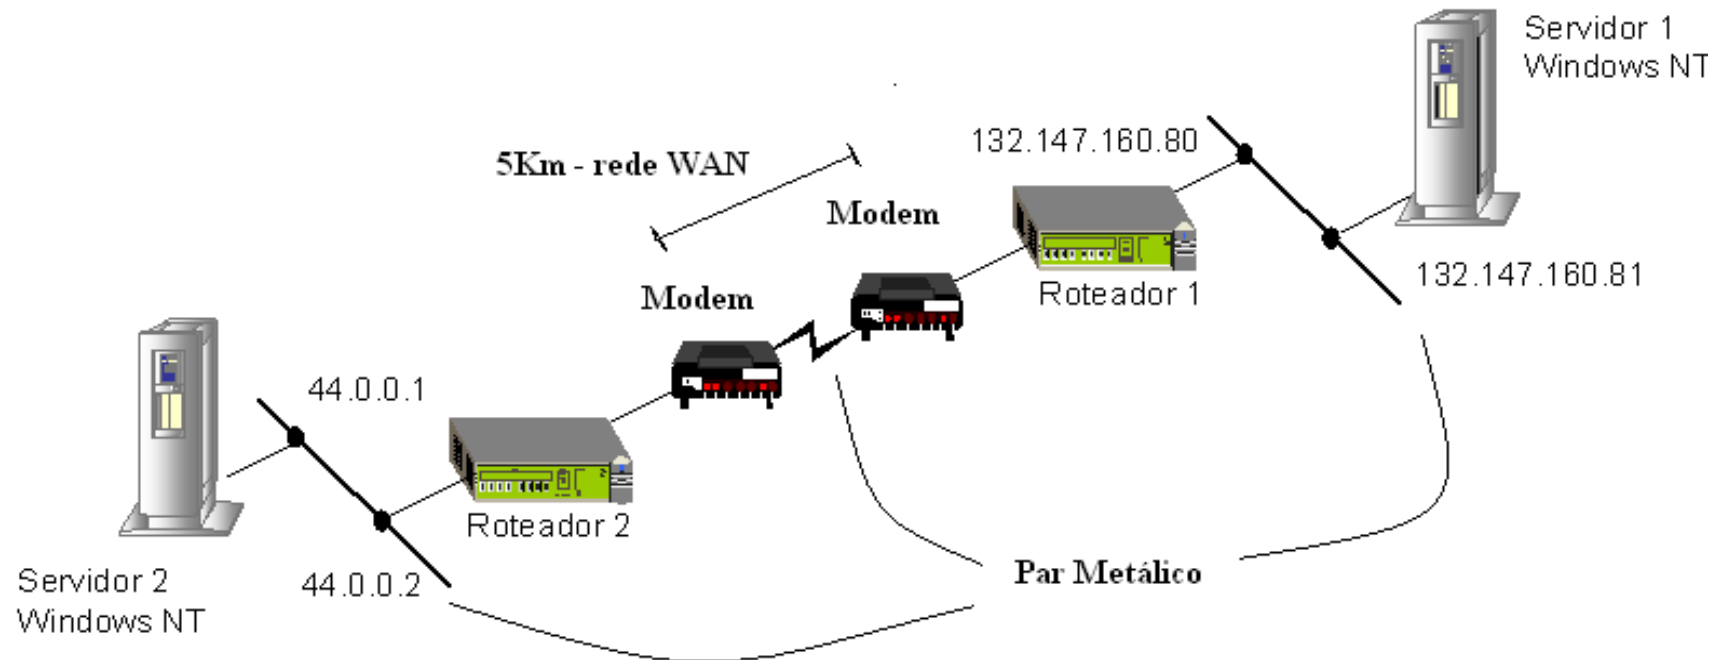 Servidor 1
Windows NT
132.147.160.80
5Km - rede WAN
Modem
132.147.160.81
Roteador 1
Modem
44.0.0.1
Roteador 2
Par Metálico
Servidor 2
Windows NT
44.0.0.2